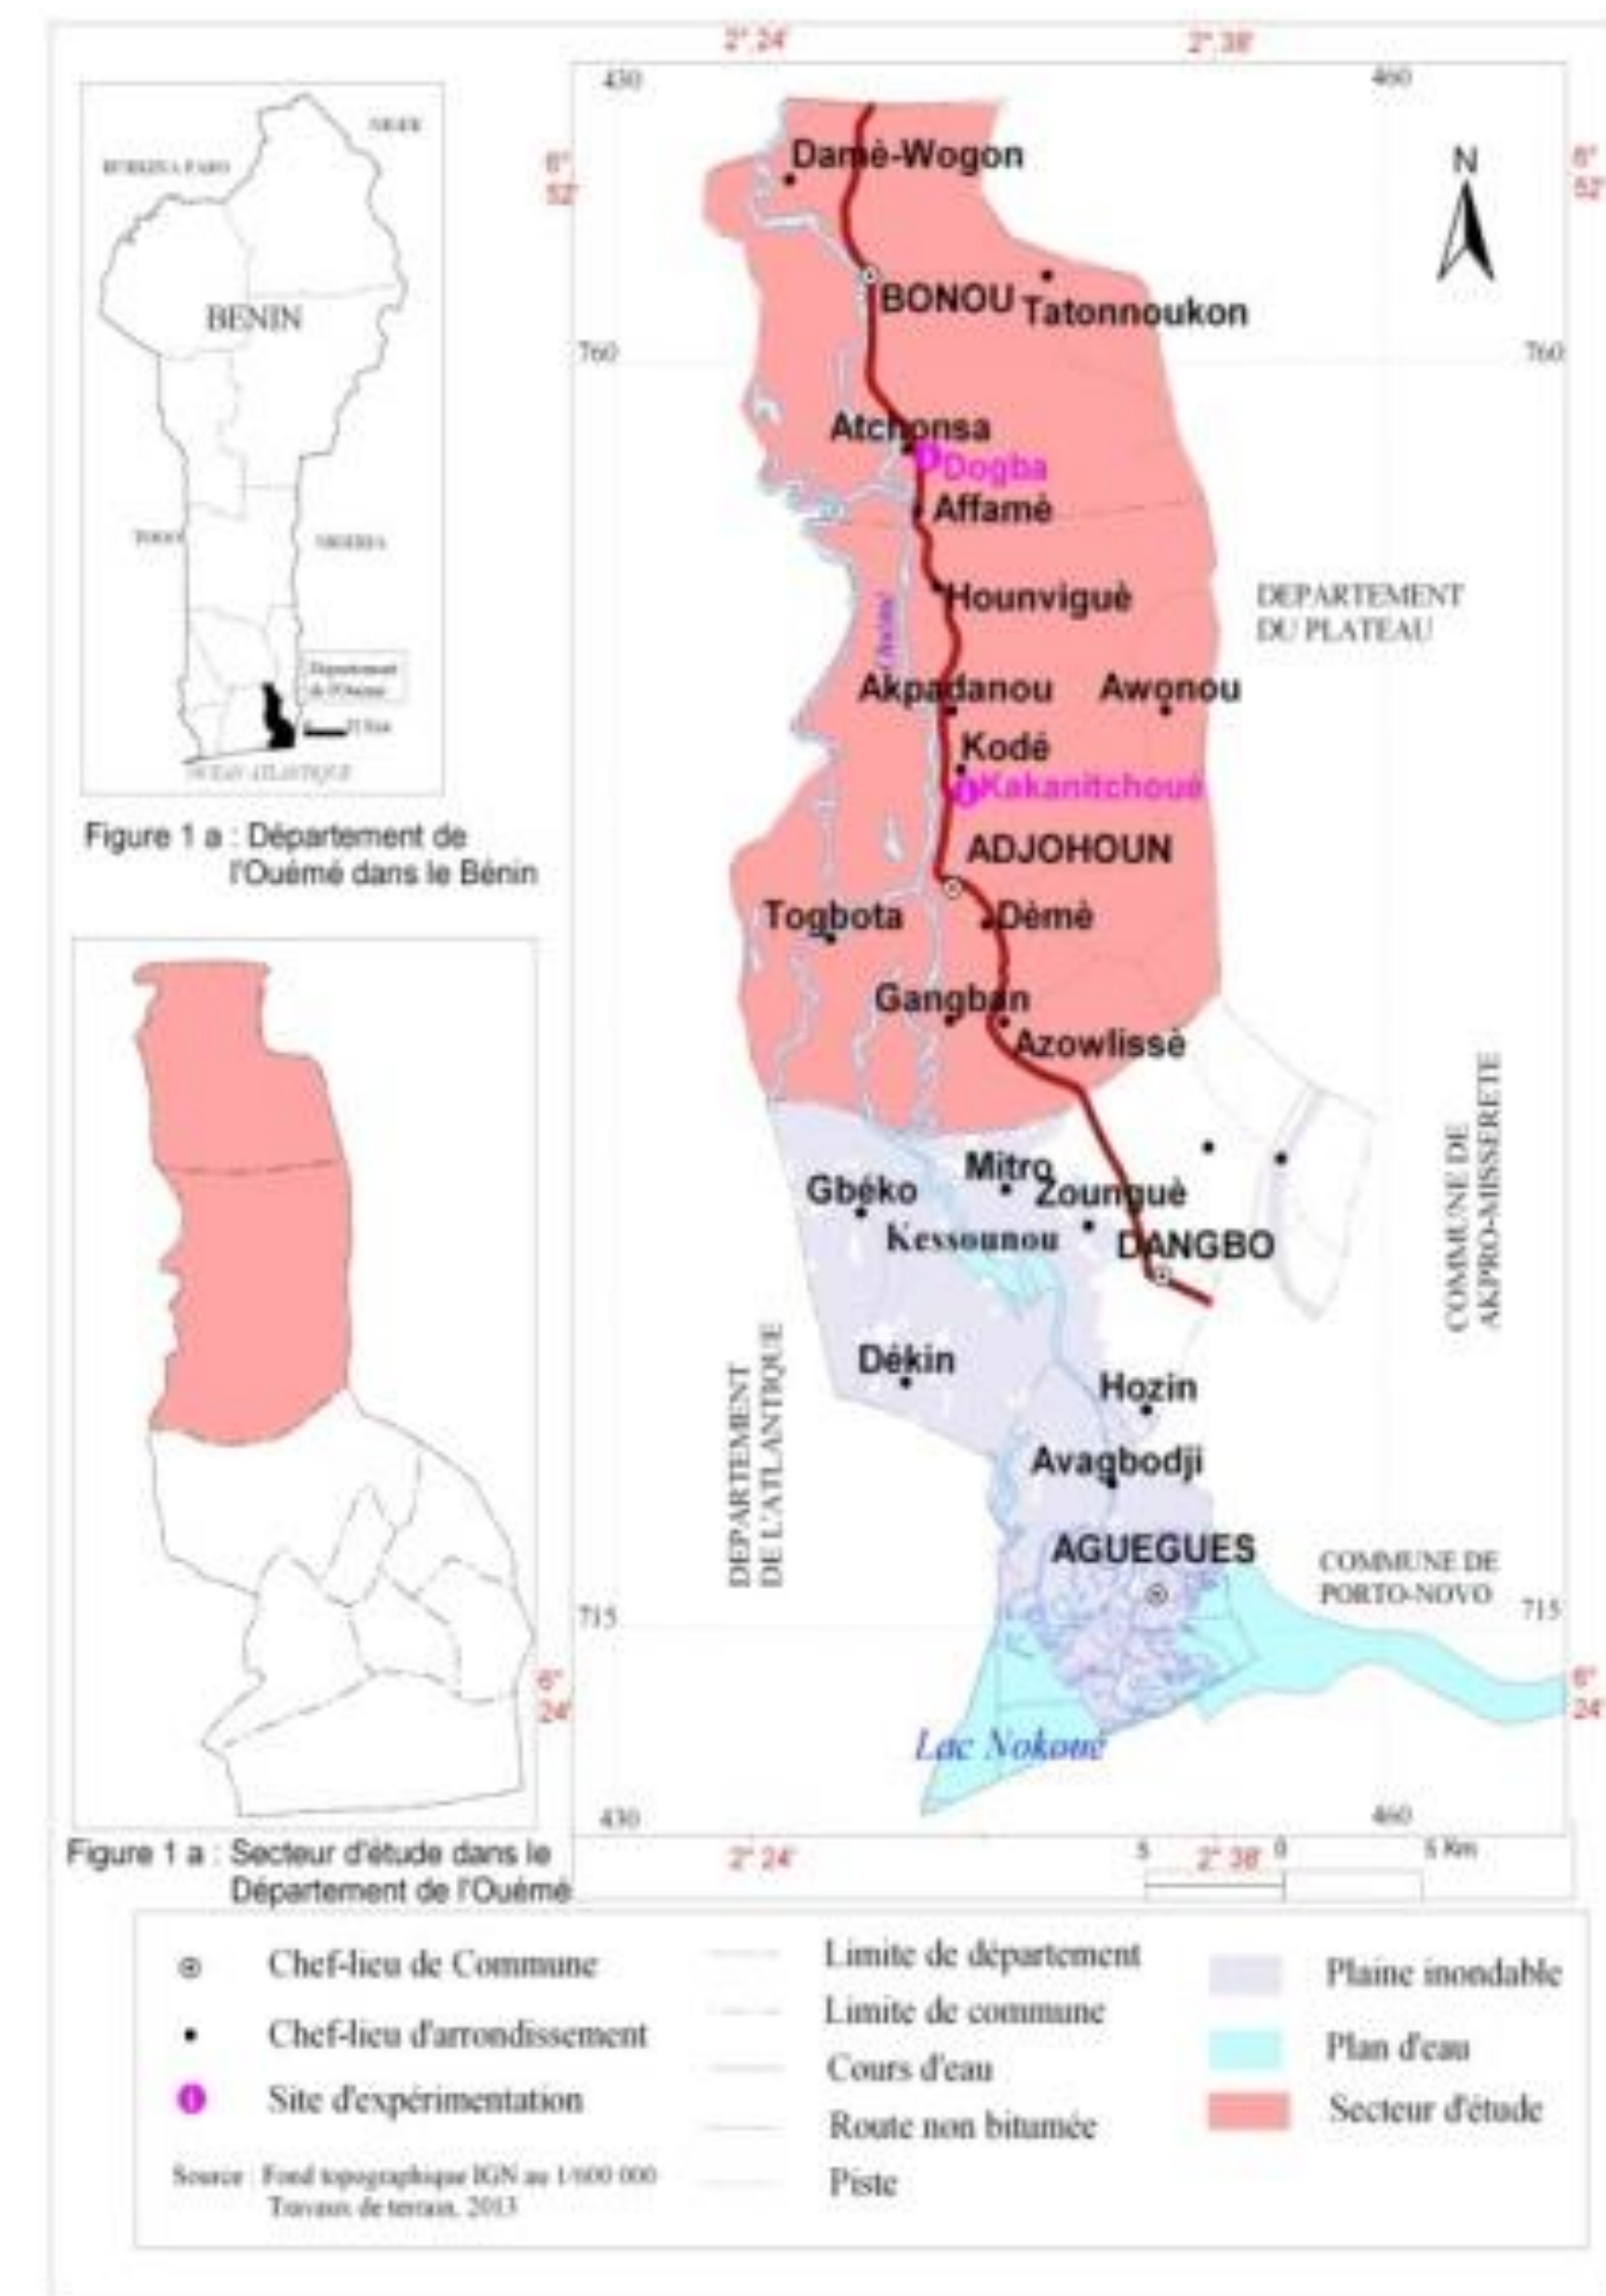 2° 24'
2° 38'
430
460
6°
52'
6°
52'
N
NIGER
BURKINA FASO
BENIN
TOGO
NIGERIA
Département
de l'Ouémé
OCEAN ATLANTIQUE
Figure 1 a : Département de
l'Ouémé dans le Bénin
Damè-Wogon
BONOU
Tatonnoukon
760
760
Atchonsa
Dogba
Affamè
Hounviguè
DEPARTEMENT
DU PLATEAU
Akpadanou
Awonou
Kodé
Kakanitchoué
ADJOHOUN
Togbota
Dèmè
Gangban
Azowlissè
COMMUNE DE
AKPRO-MISSERETE
Mitro
Gbéko
Zounguè
Kessounou
DANGBO
Dékin
Hozin
DEPARTEMENT
DE L'ATLANTIQUE
Avagbodji
AGUEGUES
COMMUNE DE
PORTO-NOVO
715
715
6°
24'
6°
24'
Lac Nokoué
430
460
2° 24'
2° 38'
5 0 5 Km
Figure 1 a : Secteur d'étude dans le
Département de l'Ouémé
Chef-lieu de Commune
Chef-lieu d'arrondissement
Site d'expérimentation
Source : Fond topographique IGN au 1/600 000
Travaux de terrain, 2013
Limite de département
Limite de commune
Cours d'eau
Route non bitumée
Piste
Plaine inondable
Plan d'eau
Secteur d'étude